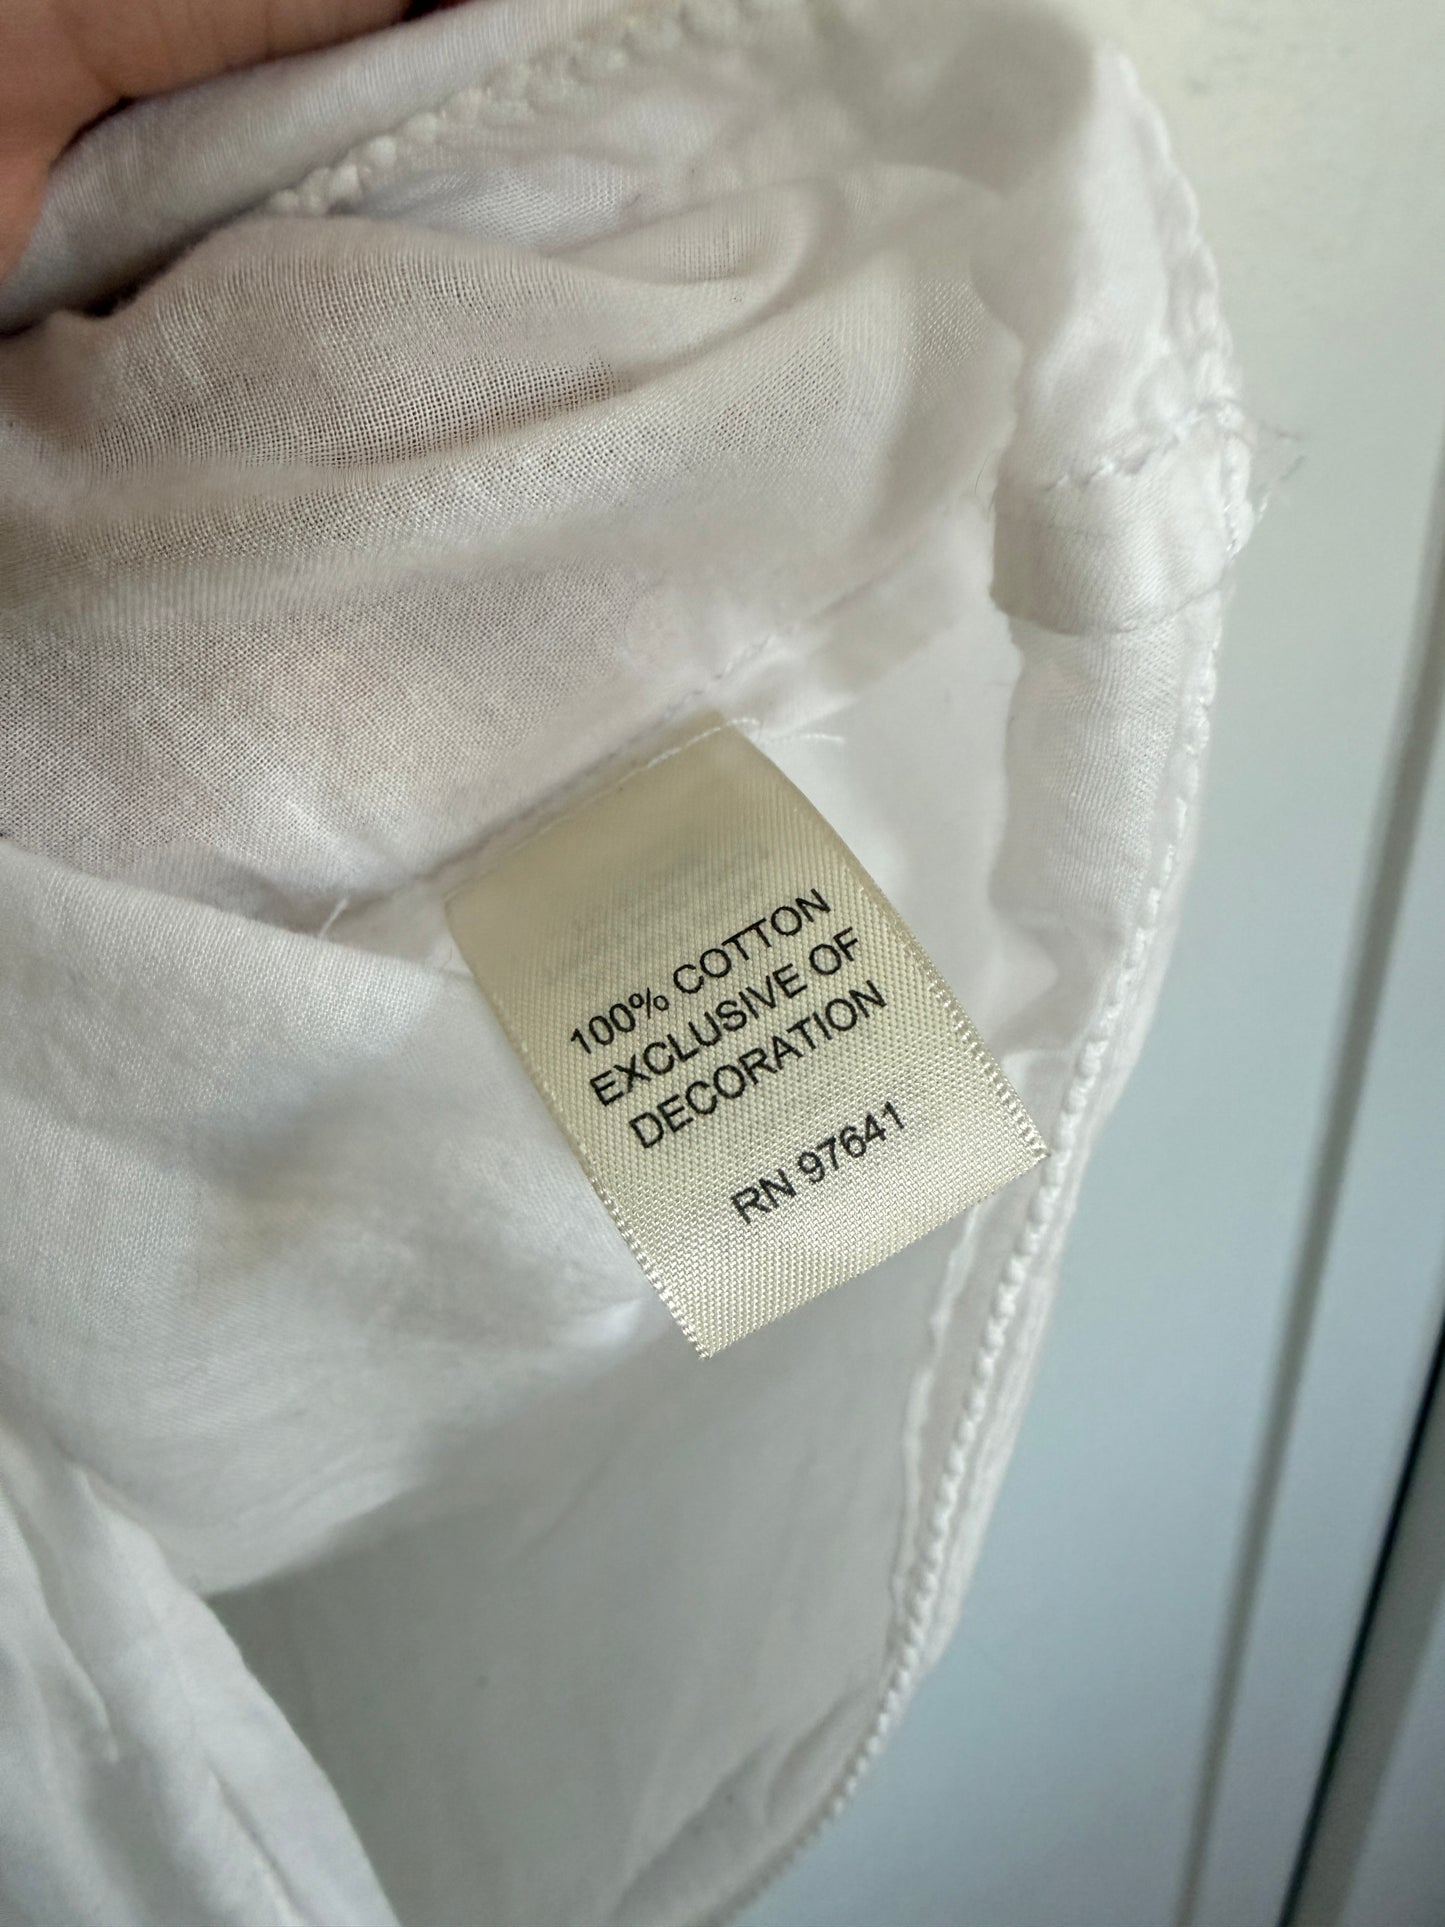 100% COTTON
EXCLUSIVE OF
DECORATION
RN 97641